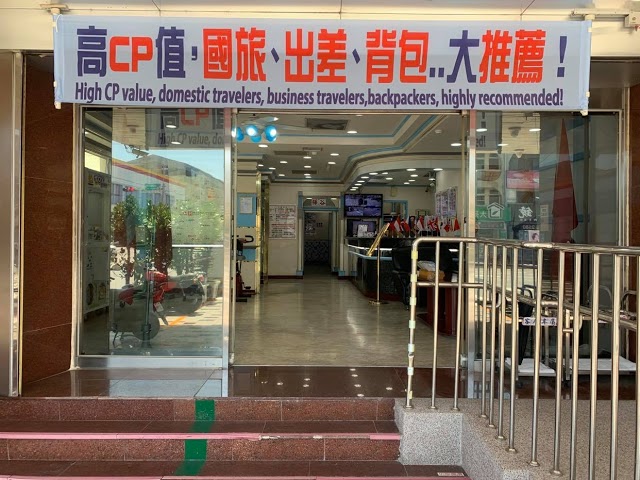 高CP值，國旅、出差、背包..大推薦！
High CP value, domestic travelers, business travelers,backpackers, highly recommended!